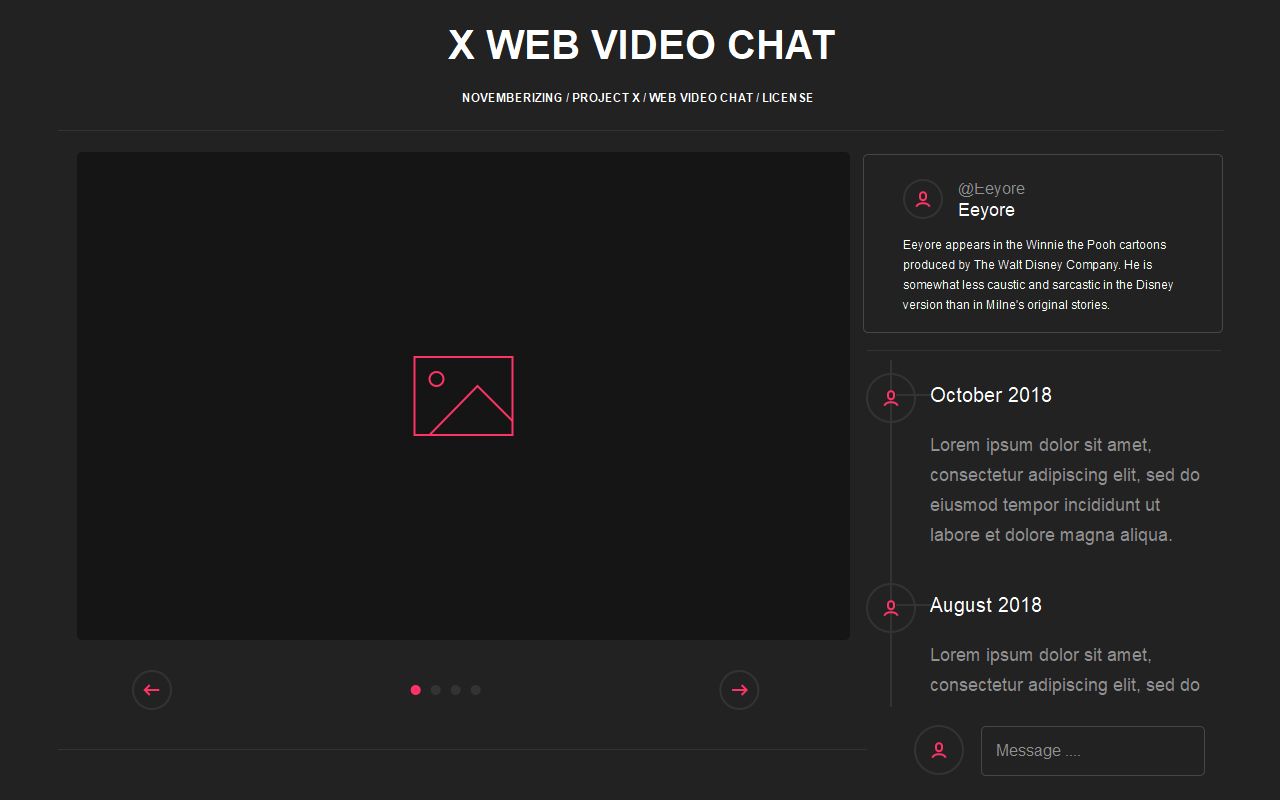 X WEB VIDEO CHAT
NOVEMBERIZING / PROJECT X / WEB VIDEO CHAT / LICENSE
@Eeyore
Eeyore
Eeyore appears in the Winnie the Pooh cartoons
produced by The Walt Disney Company. He is
somewhat less caustic and sarcastic in the Disney
version than in Milne's original stories.
October 2018
Lorem ipsum dolor sit amet,
consectetur adipiscing elit, sed do
eiusmod tempor incididunt ut
labore et dolore magna aliqua.
August 2018
Lorem ipsum dolor sit amet,
consectetur adipiscing elit, sed do
Message ....